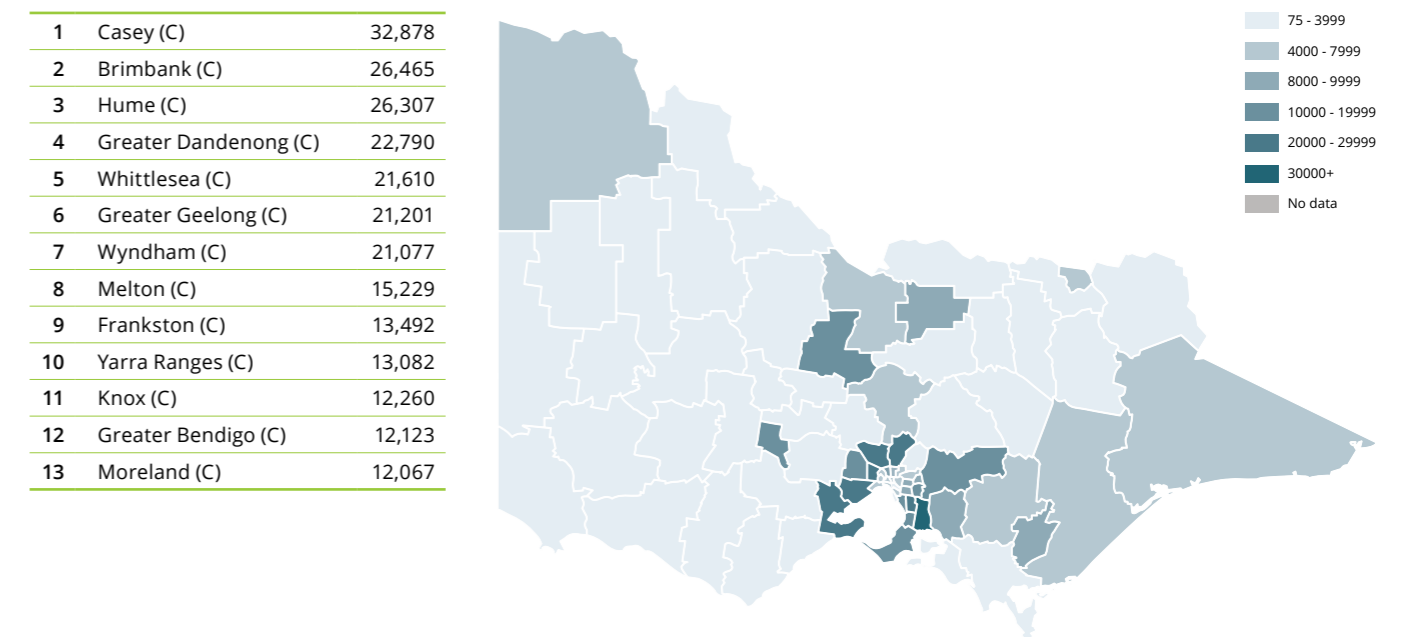 1 Casey (C) 32,878
2 Brimbank (C) 26,465
3 Hume (C) 26,307
4 Greater Dandenong (C) 22,790
5 Whittlesea (C) 21,610
6 Greater Geelong (C) 21,201
7 Wyndham (C) 21,077
8 Melton (C) 15,229
9 Frankston (C) 13,492
10 Yarra Ranges (C) 13,082
11 Knox (C) 12,260
12 Greater Bendigo (C) 12,123
13 Moreland (C) 12,067
75 - 3999
4000 - 7999
8000 - 9999
10000 - 19999
20000 - 29999
30000+
No data